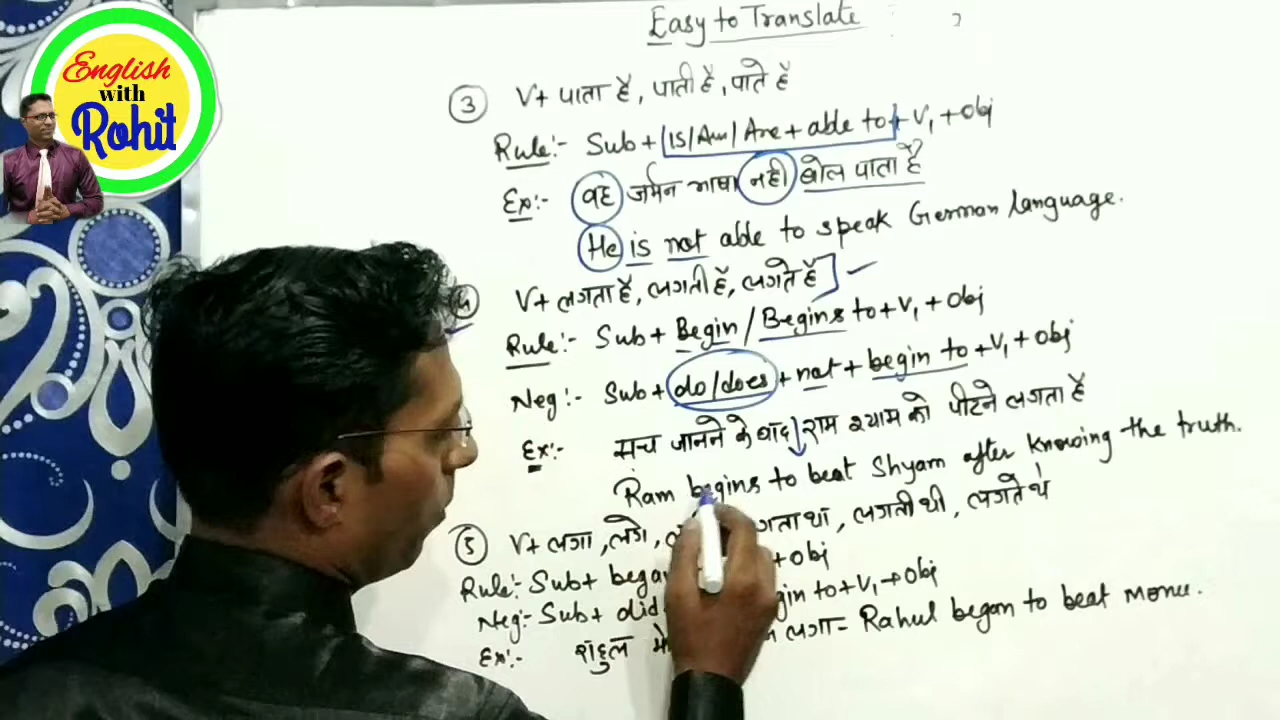 English
with
Rohit
Easy to Translate
③ V+ पाता है, पाती है, पाते है
Rule:- Sub + Is/Am/Are + able to + V₁ + Obj
Ex:- वह जर्मन भाषा नही बोल पाता है
He is not able to speak German language.
④ V+ लगता है, लगती है, लगते है
Rule:- Sub + Begin / Begins to + V₁ + Obj
Neg:- Sub + do/does + not + begin to + V₁ + Obj
Ex:- सच जानने के बाद राम श्याम को पीटने लगता है
Ram begins to beat Shyam after knowing the truth.
⑤ V+ लगा, लगे, गता था, लगती थी, लगते थे
Rule:- Sub + bega + Obj
Neg:- Sub + did gin to + V₁ + Obj
Ex:- राहुल लगा = Rahul began to beat Monu.